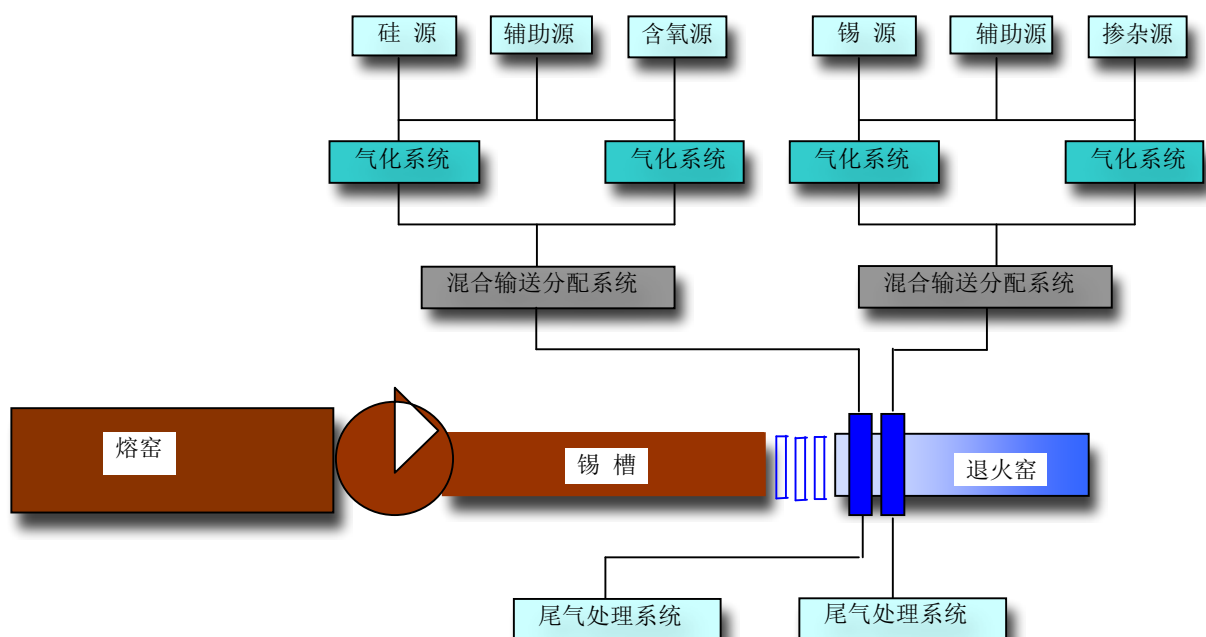 硅 源
辅助源
含氧源
锡 源
辅助源
掺杂源
气化系统
气化系统
气化系统
气化系统
混合输送分配系统
混合输送分配系统
熔窑
锡 槽
退火窑
尾气处理系统
尾气处理系统